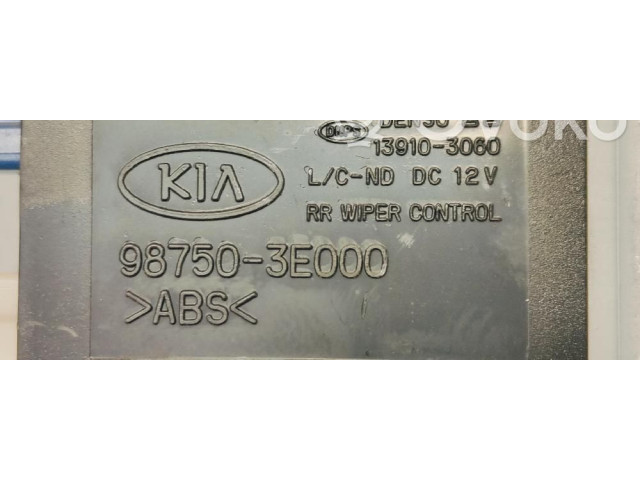 13910-3060
KIA
L/C-ND DC 12V
RR WIPER CONTROL
98750-3E000
>ABS<